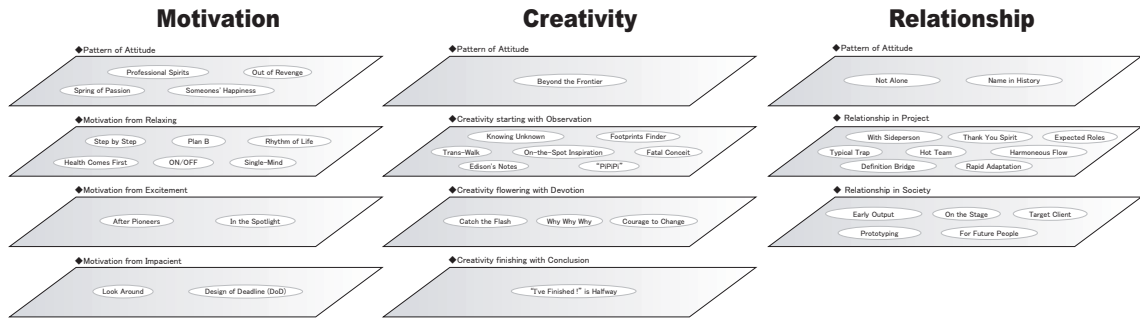 Motivation
◆Pattern of Attitude
Professional Spirits
Out of Revenge
Spring of Passion
Someones' Happiness
◆Motivation from Relaxing
Step by Step
Plan B
Rhythm of Life
Health Comes First
ON/OFF
Single-Mind
◆Motivation from Excitement
After Pioneers
In the Spotlight
◆Motivation from Impacient
Look Around
Design of Deadline (DoD)
Creativity
◆Pattern of Attitude
Beyond the Frontier
◆Creativity starting with Observation
Knowing Unknown
Footprints Finder
Trans-Walk
On-the-Spot Inspiration
Fatal Conceit
Edison's Notes
"PiPiPi"
◆Creativity flowering with Devotion
Catch the Flash
Why Why Why
Courage to Change
◆Creativity finishing with Conclusion
"I've Finished !" is Halfway
Relationship
◆Pattern of Attitude
Not Alone
Name in History
◆Relationship in Project
With Sideperson
Thank You Spirit
Expected Roles
Typical Trap
Hot Team
Harmoneous Flow
Definition Bridge
Rapid Adaptation
◆ Relationship in Society
Early Output
On the Stage
Target Client
Prototyping
For Future People